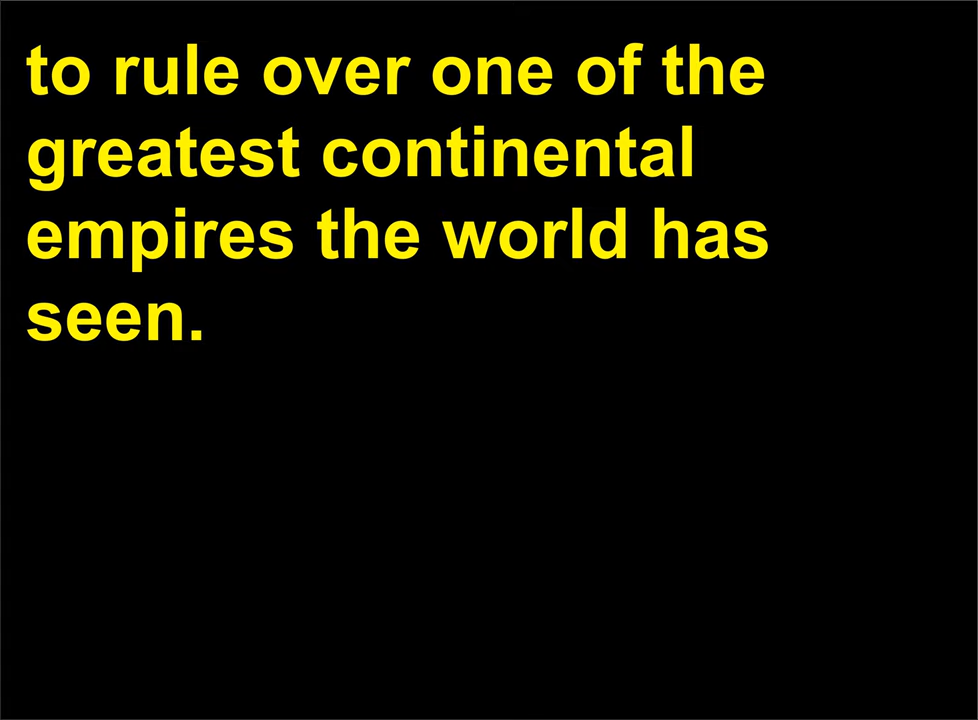 to rule over one of the
greatest continental
empires the world has
seen.